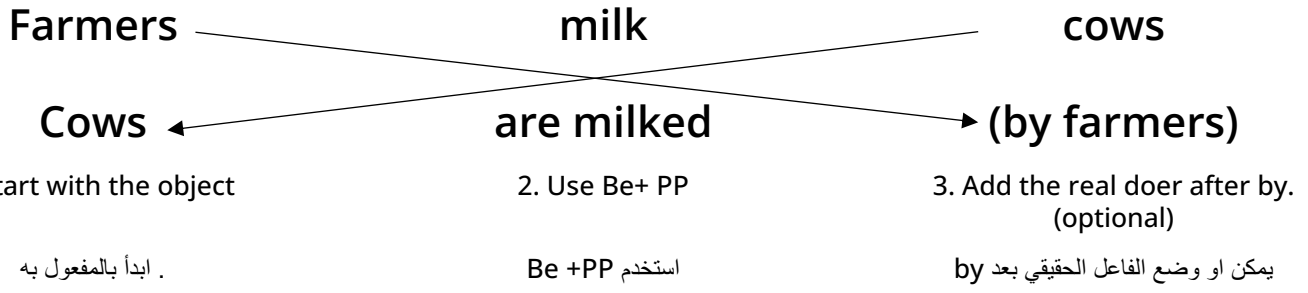 Farmers milk cows
Cows are milked (by farmers)
tart with the object 2. Use Be+ PP 3. Add the real doer after by.
(optional)
. ابدأ بالمفعول به استخدم Be +PP يمكن او وضع الفاعل الحقيقي بعد by